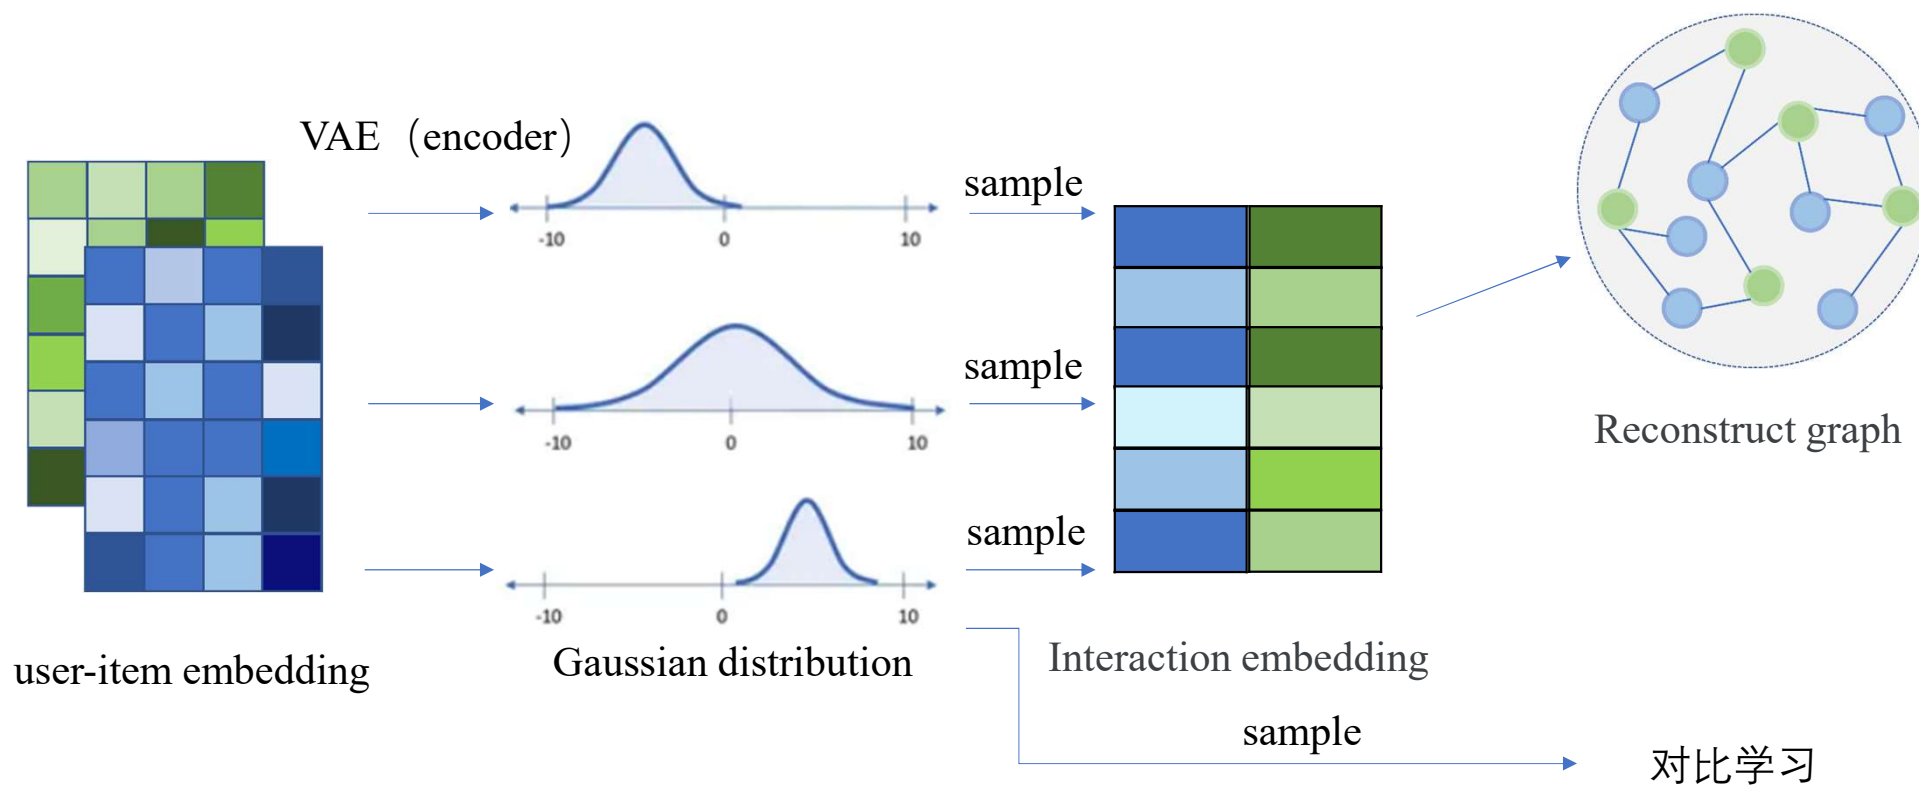 VAE（encoder）
sample
-10 0 10
sample
-10 0 10
Reconstruct graph
sample
-10 0 10
user-item embedding
Gaussian distribution
Interaction embedding
sample
对比学习